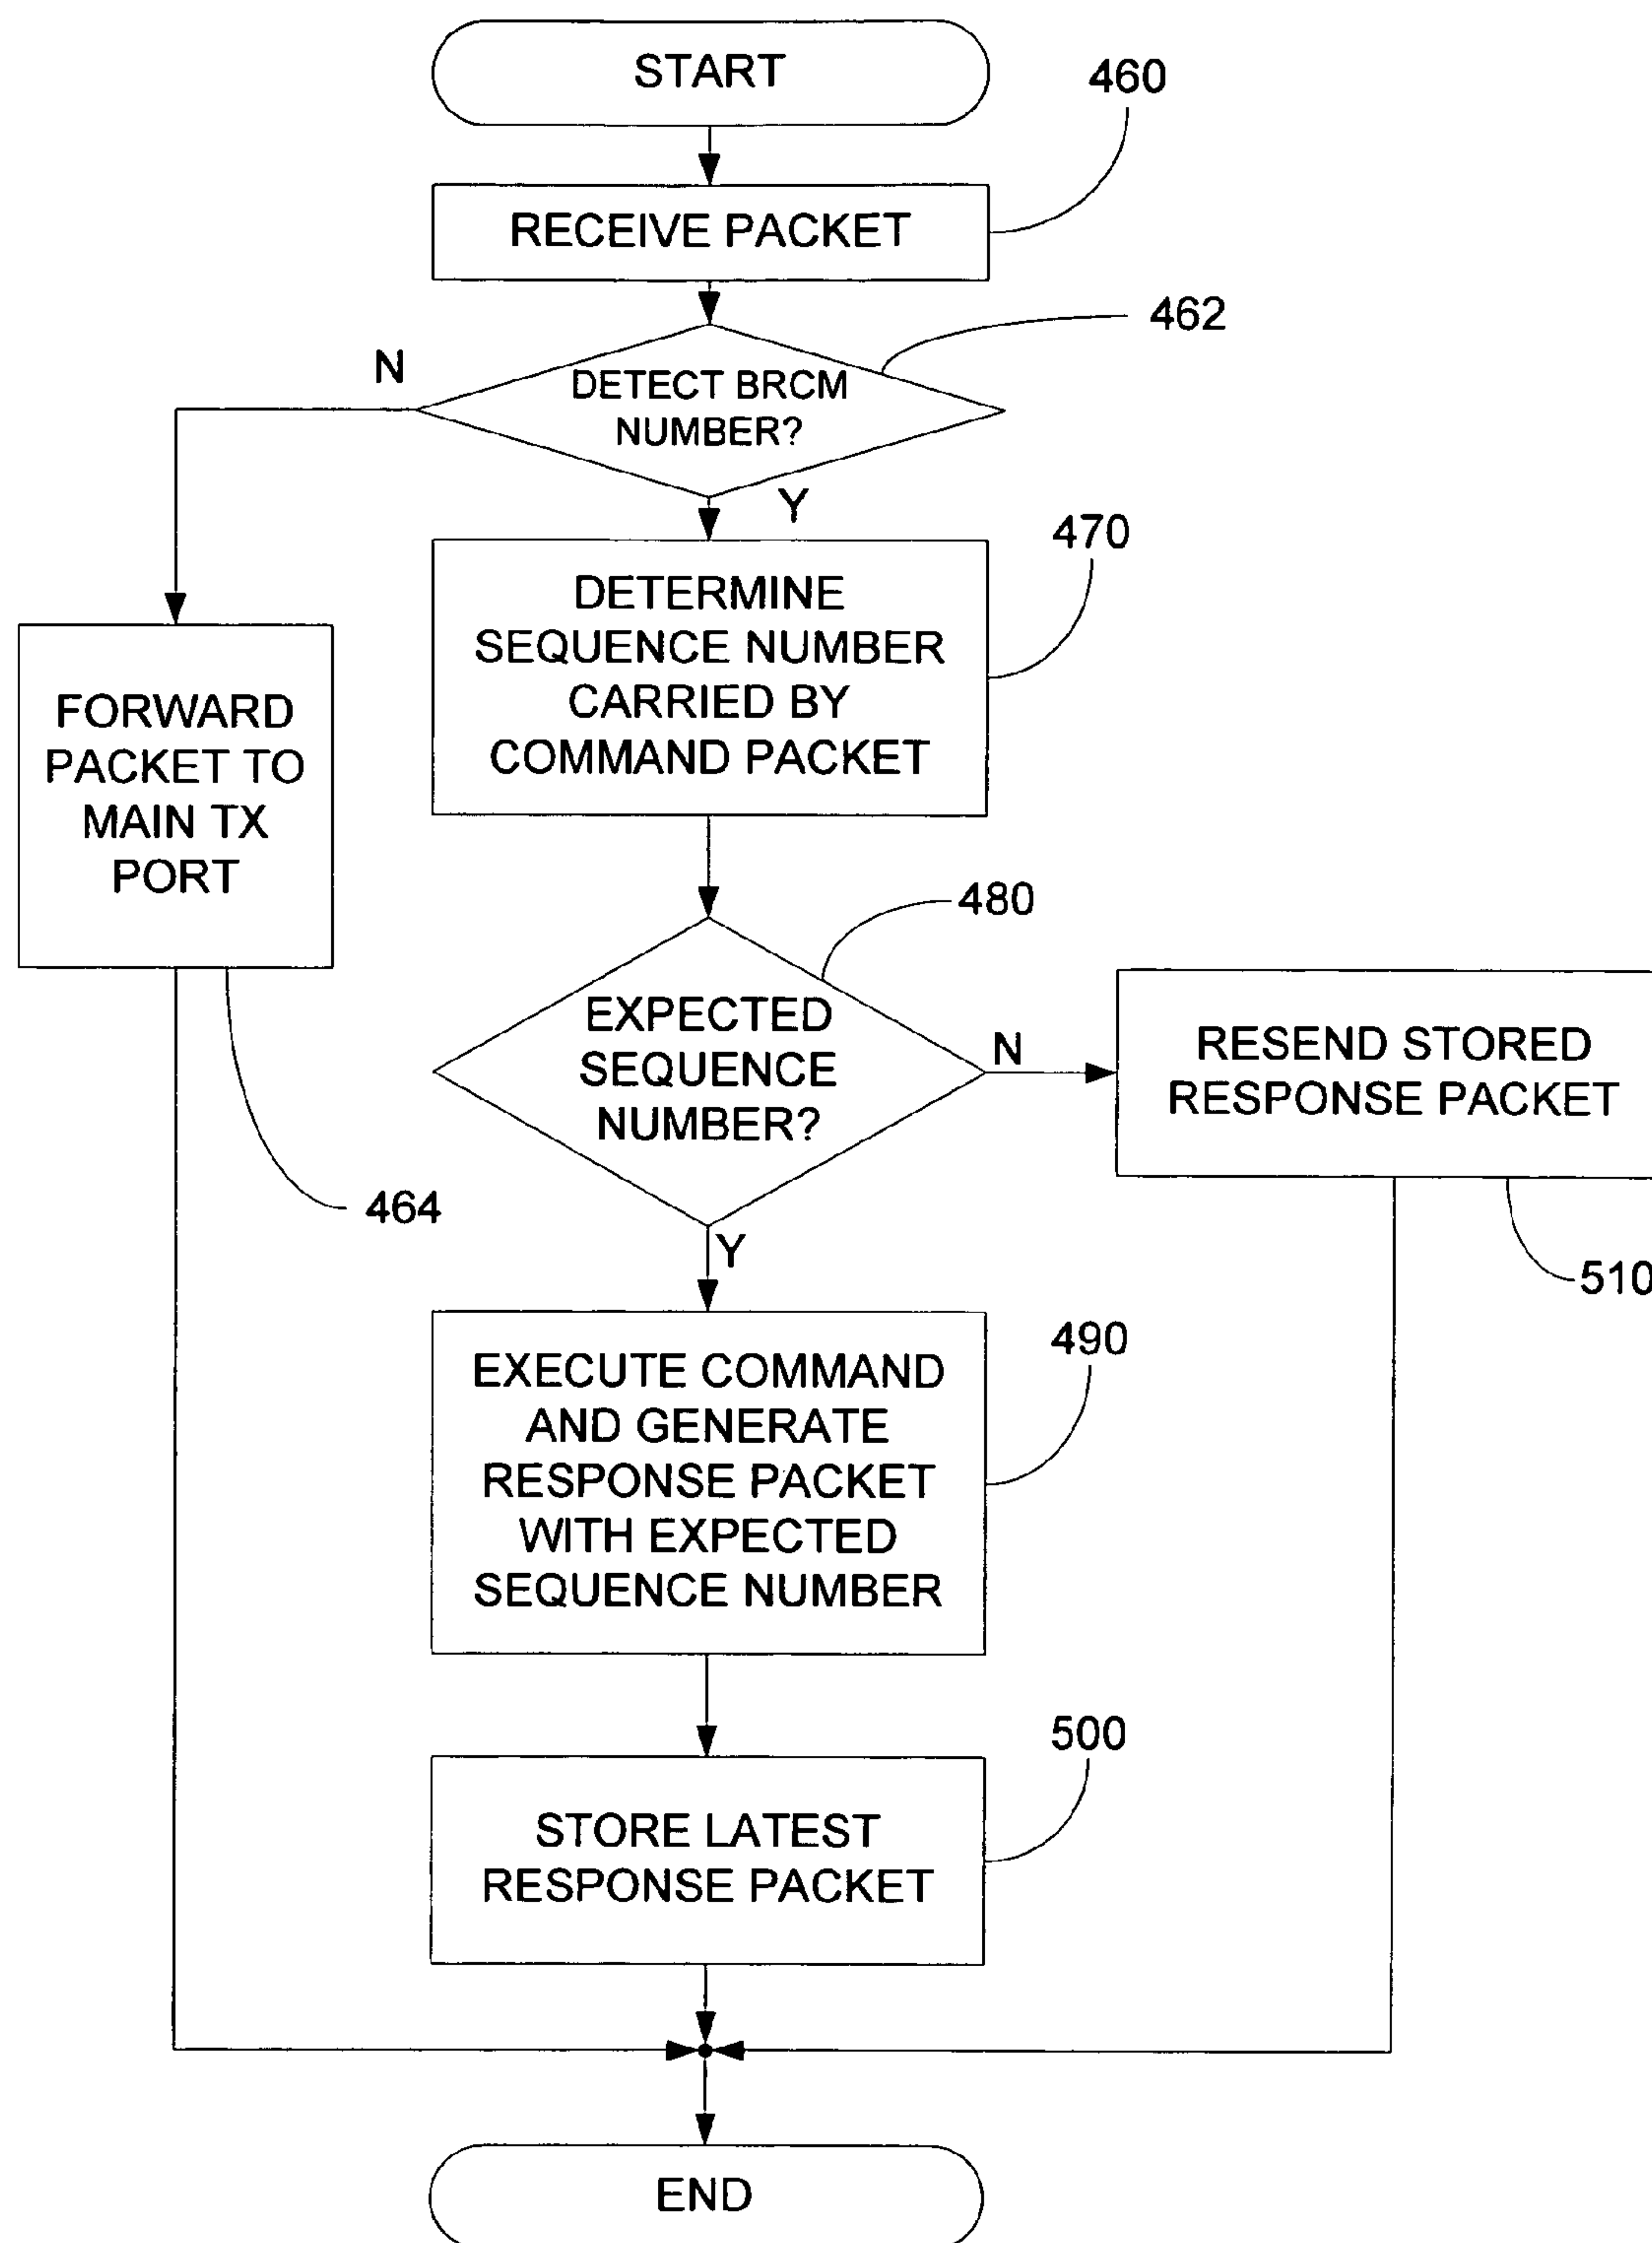 START
460
RECEIVE PACKET
462
N
DETECT BRCM
NUMBER?
Y
470
DETERMINE
SEQUENCE NUMBER
CARRIED BY
COMMAND PACKET
FORWARD
PACKET TO
MAIN TX
PORT
464
480
EXPECTED
SEQUENCE
NUMBER?
N
RESEND STORED
RESPONSE PACKET
510
Y
490
EXECUTE COMMAND
AND GENERATE
RESPONSE PACKET
WITH EXPECTED
SEQUENCE NUMBER
500
STORE LATEST
RESPONSE PACKET
END